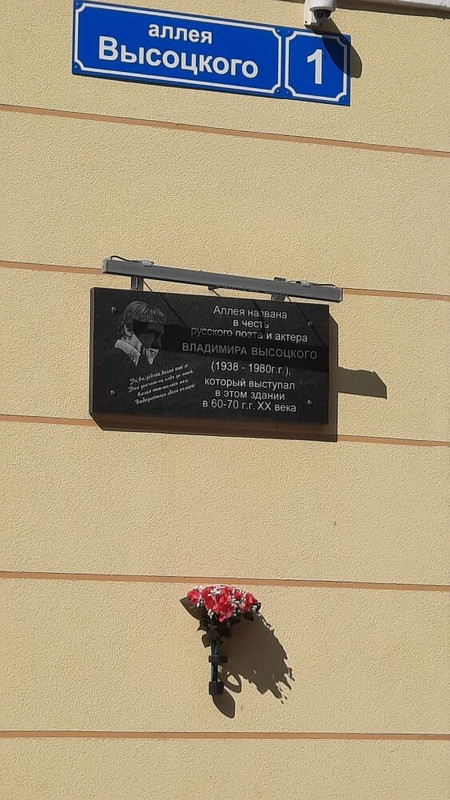 аллея
Высоцкого
1
Аллея названа
в честь
русского поэта и актера
ВЛАДИМИРА ВЫСОЦКОГО
(1938 - 1980г.г.),
который выступал
в этом здании
в 60-70 г.г. ХХ века